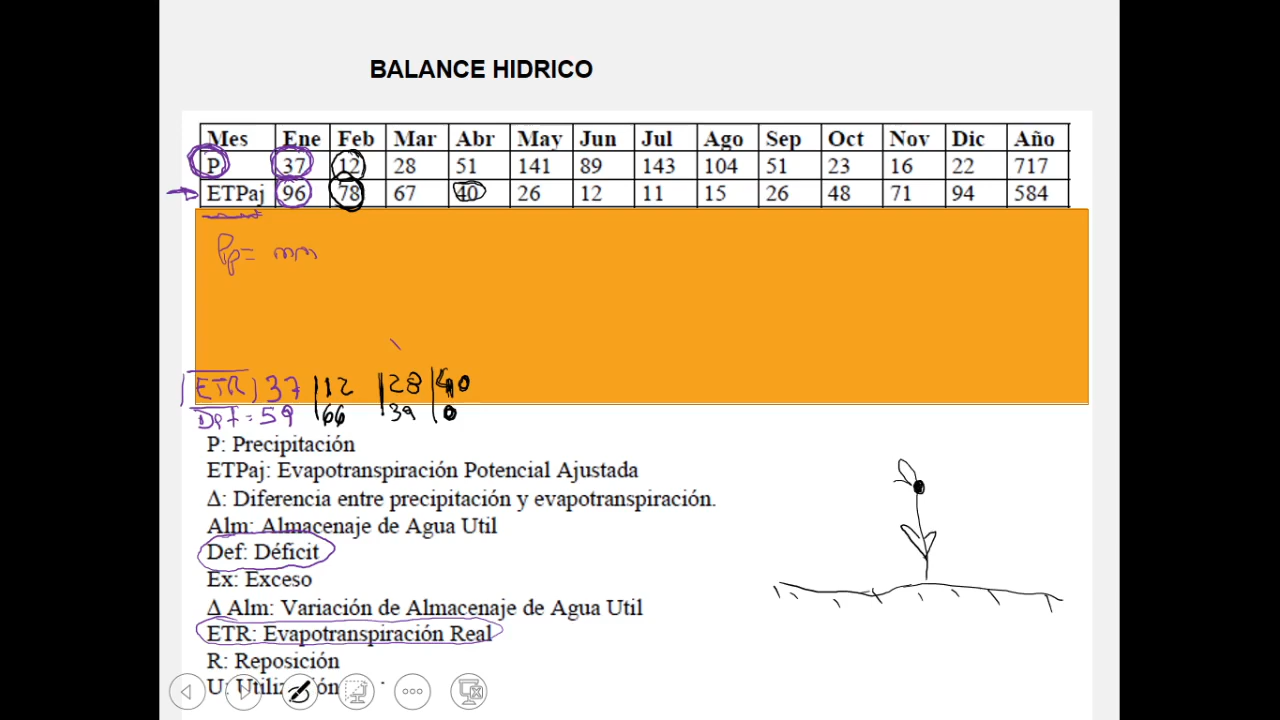 BALANCE HIDRICO
Mes Ene Feb Mar Abr May Jun Jul Ago Sep Oct Nov Dic Año
P 37 12 28 51 141 89 143 104 51 23 16 22 717
ETPaj 96 78 67 40 26 12 11 15 26 48 71 94 584
Pp = mm
ETR 37 12 28 40
Def = 59 66 39 0
P: Precipitación
ETPaj: Evapotranspiración Potencial Ajustada
Δ: Diferencia entre precipitación y evapotranspiración.
Alm: Almacenaje de Agua Util
Def: Déficit
Ex: Exceso
Δ Alm: Variación de Almacenaje de Agua Util
ETR: Evapotranspiración Real
R: Reposición
U: Utilización